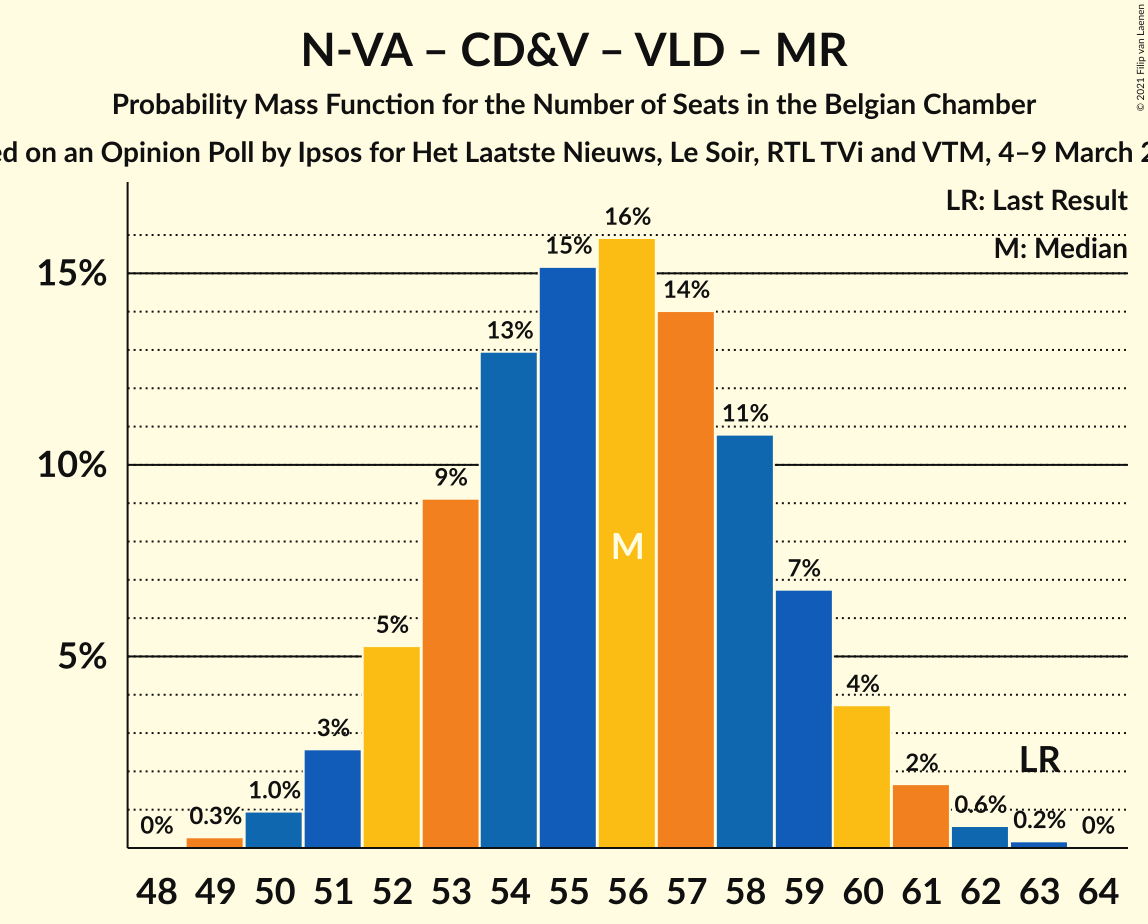 N-VA – CD&V – VLD – MR
Probability Mass Function for the Number of Seats in the Belgian Chamber
on an Opinion Poll by Ipsos for Het Laatste Nieuws, Le Soir, RTL TVi and VTM, 4–9 March
© 2021 Filip van Laenen
LR: Last Result
M: Median
15%
10%
5%
0%
0.3%
1.0%
3%
5%
9%
13%
15%
16%
14%
11%
7%
4%
2%
0.6%
0.2%
0%
M
LR
48 49 50 51 52 53 54 55 56 57 58 59 60 61 62 63 64